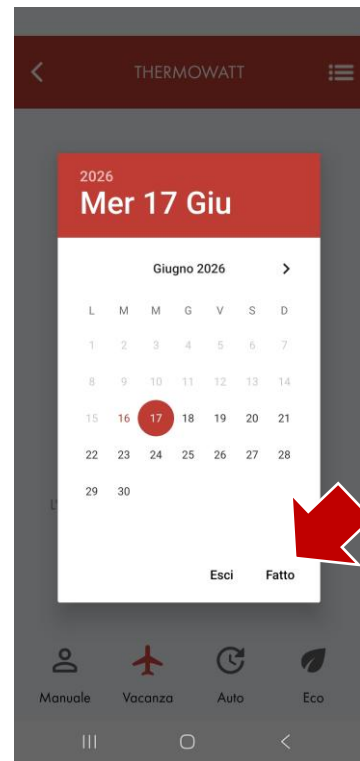 THERMOWATT
2026
Mer 17 Giu
Giugno 2026
L M M G V S D
1 2 3 4 5 6 7
8 9 10 11 12 13 14
15 16 17 18 19 20 21
22 23 24 25 26 27 28
29 30
L'
Esci Fatto
Manuale Vacanza Auto Eco